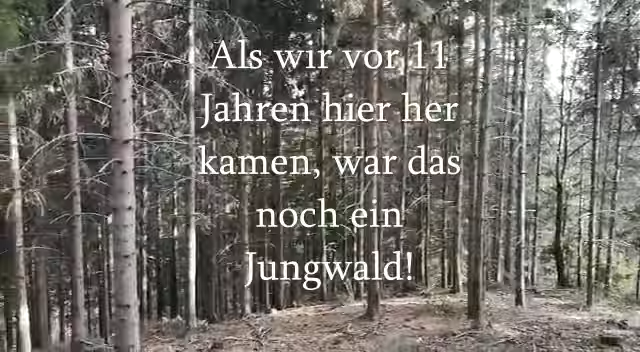 Als wir vor 11
Jahren hier her
kamen, war das
noch ein
Jungwald!